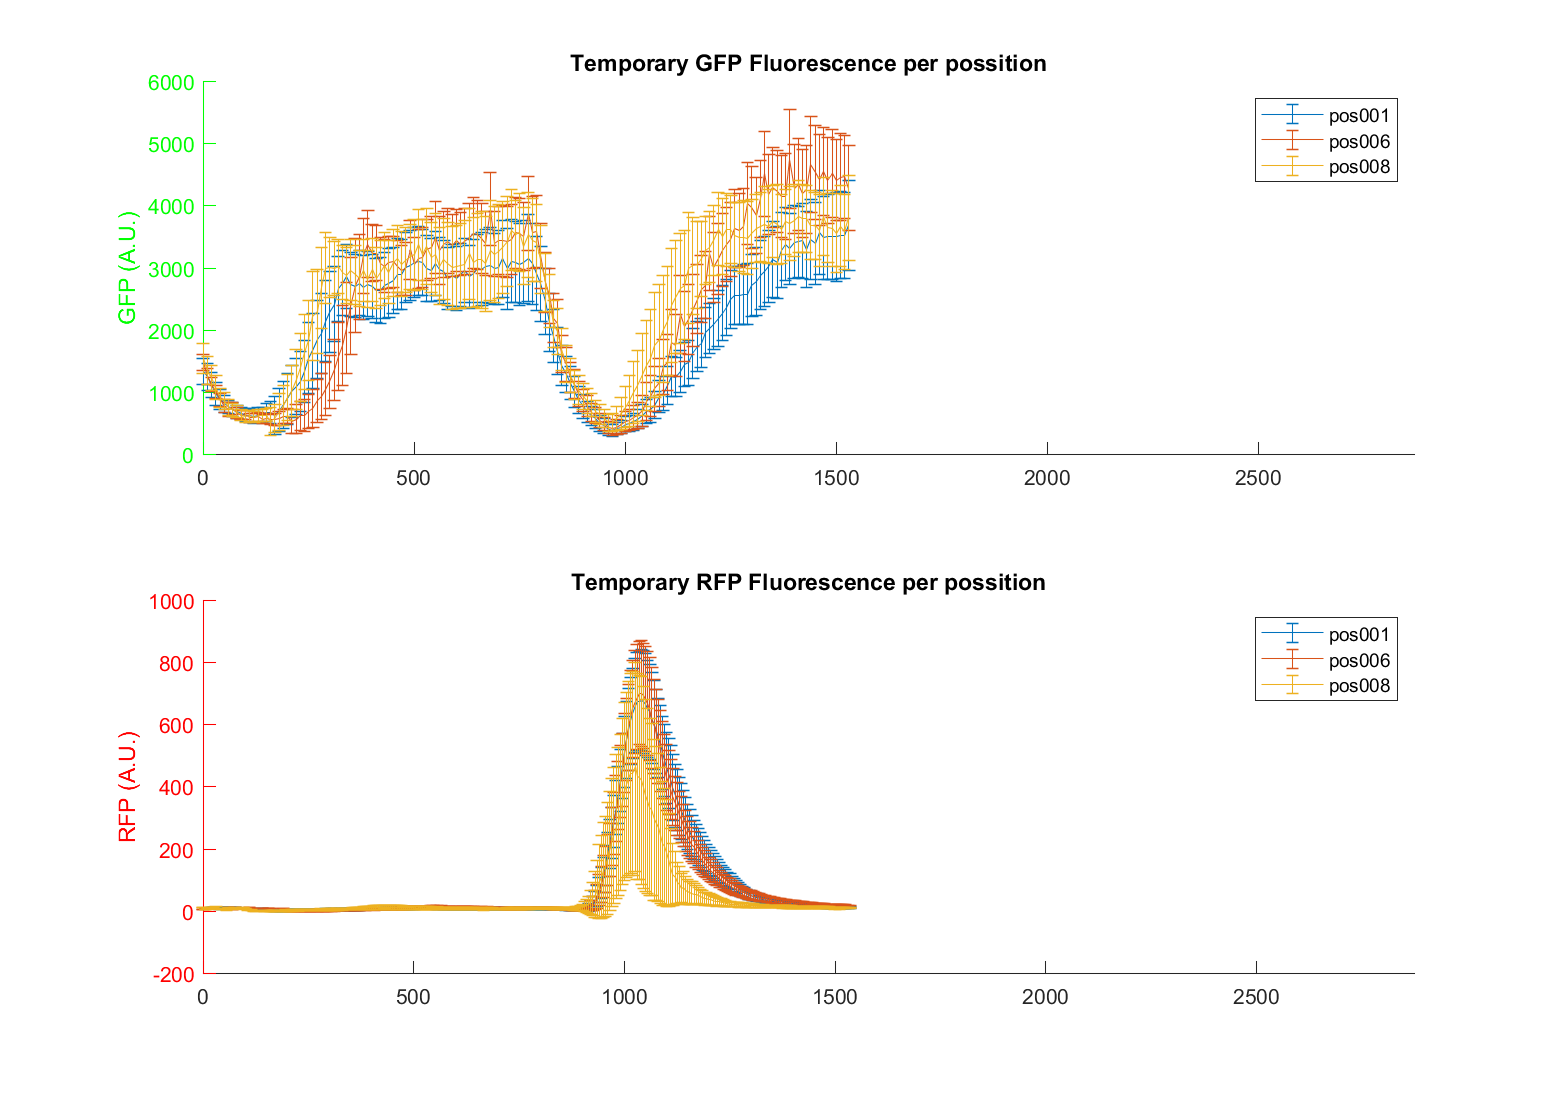 Temporary GFP Fluorescence per possition
GFP (A.U.)
6000
5000
4000
3000
2000
1000
0
0 500 1000 1500 2000 2500
pos001
pos006
pos008
Temporary RFP Fluorescence per possition
RFP (A.U.)
1000
800
600
400
200
0
-200
0 500 1000 1500 2000 2500
pos001
pos006
pos008